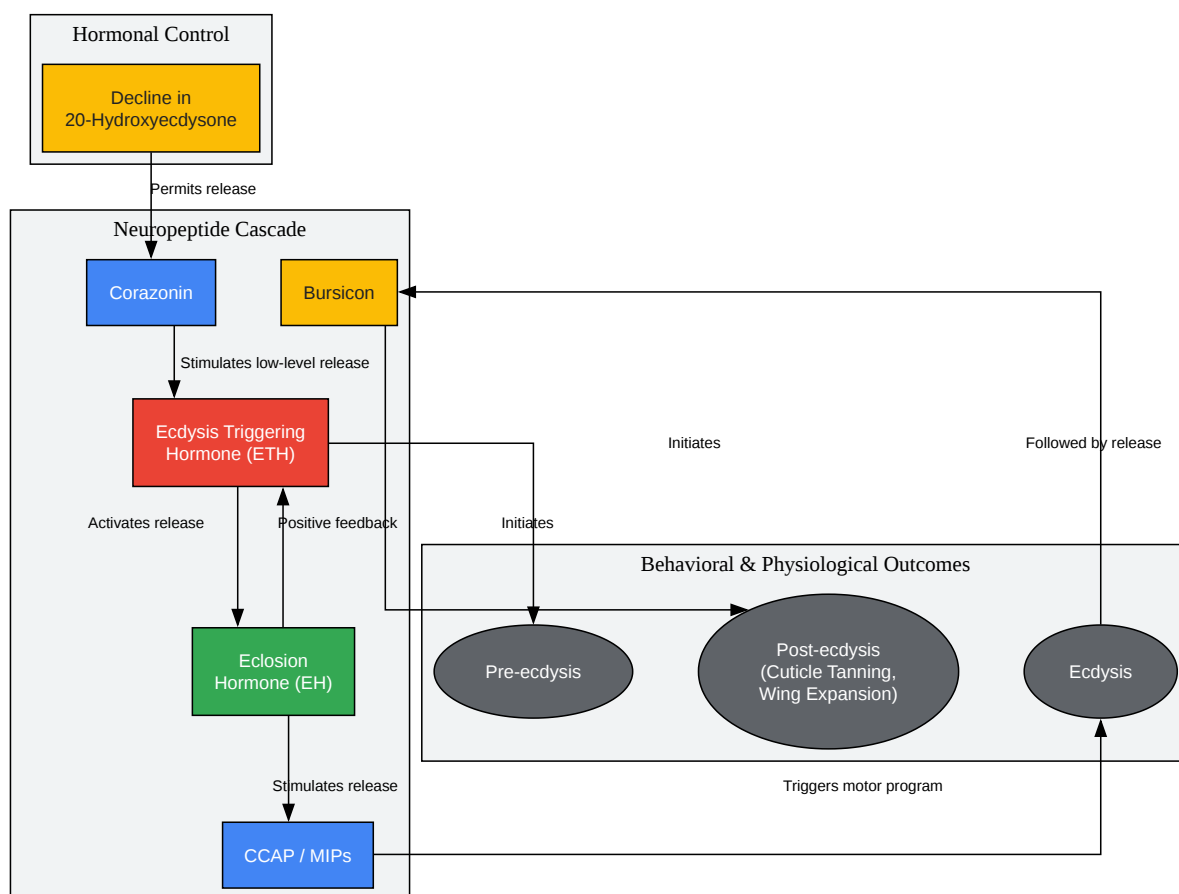 Hormonal Control
Decline in
20-Hydroxyecdysone
Permits release
Neuropeptide Cascade
Corazonin
Bursicon
Stimulates low-level release
Ecdysis Triggering
Hormone (ETH)
Initiates
Followed by release
Activates release
Positive feedback
Initiates
Behavioral & Physiological Outcomes
Eclosion
Hormone (EH)
Pre-ecdysis
Post-ecdysis
(Cuticle Tanning,
Wing Expansion)
Ecdysis
Stimulates release
Triggers motor program
CCAP / MIPs